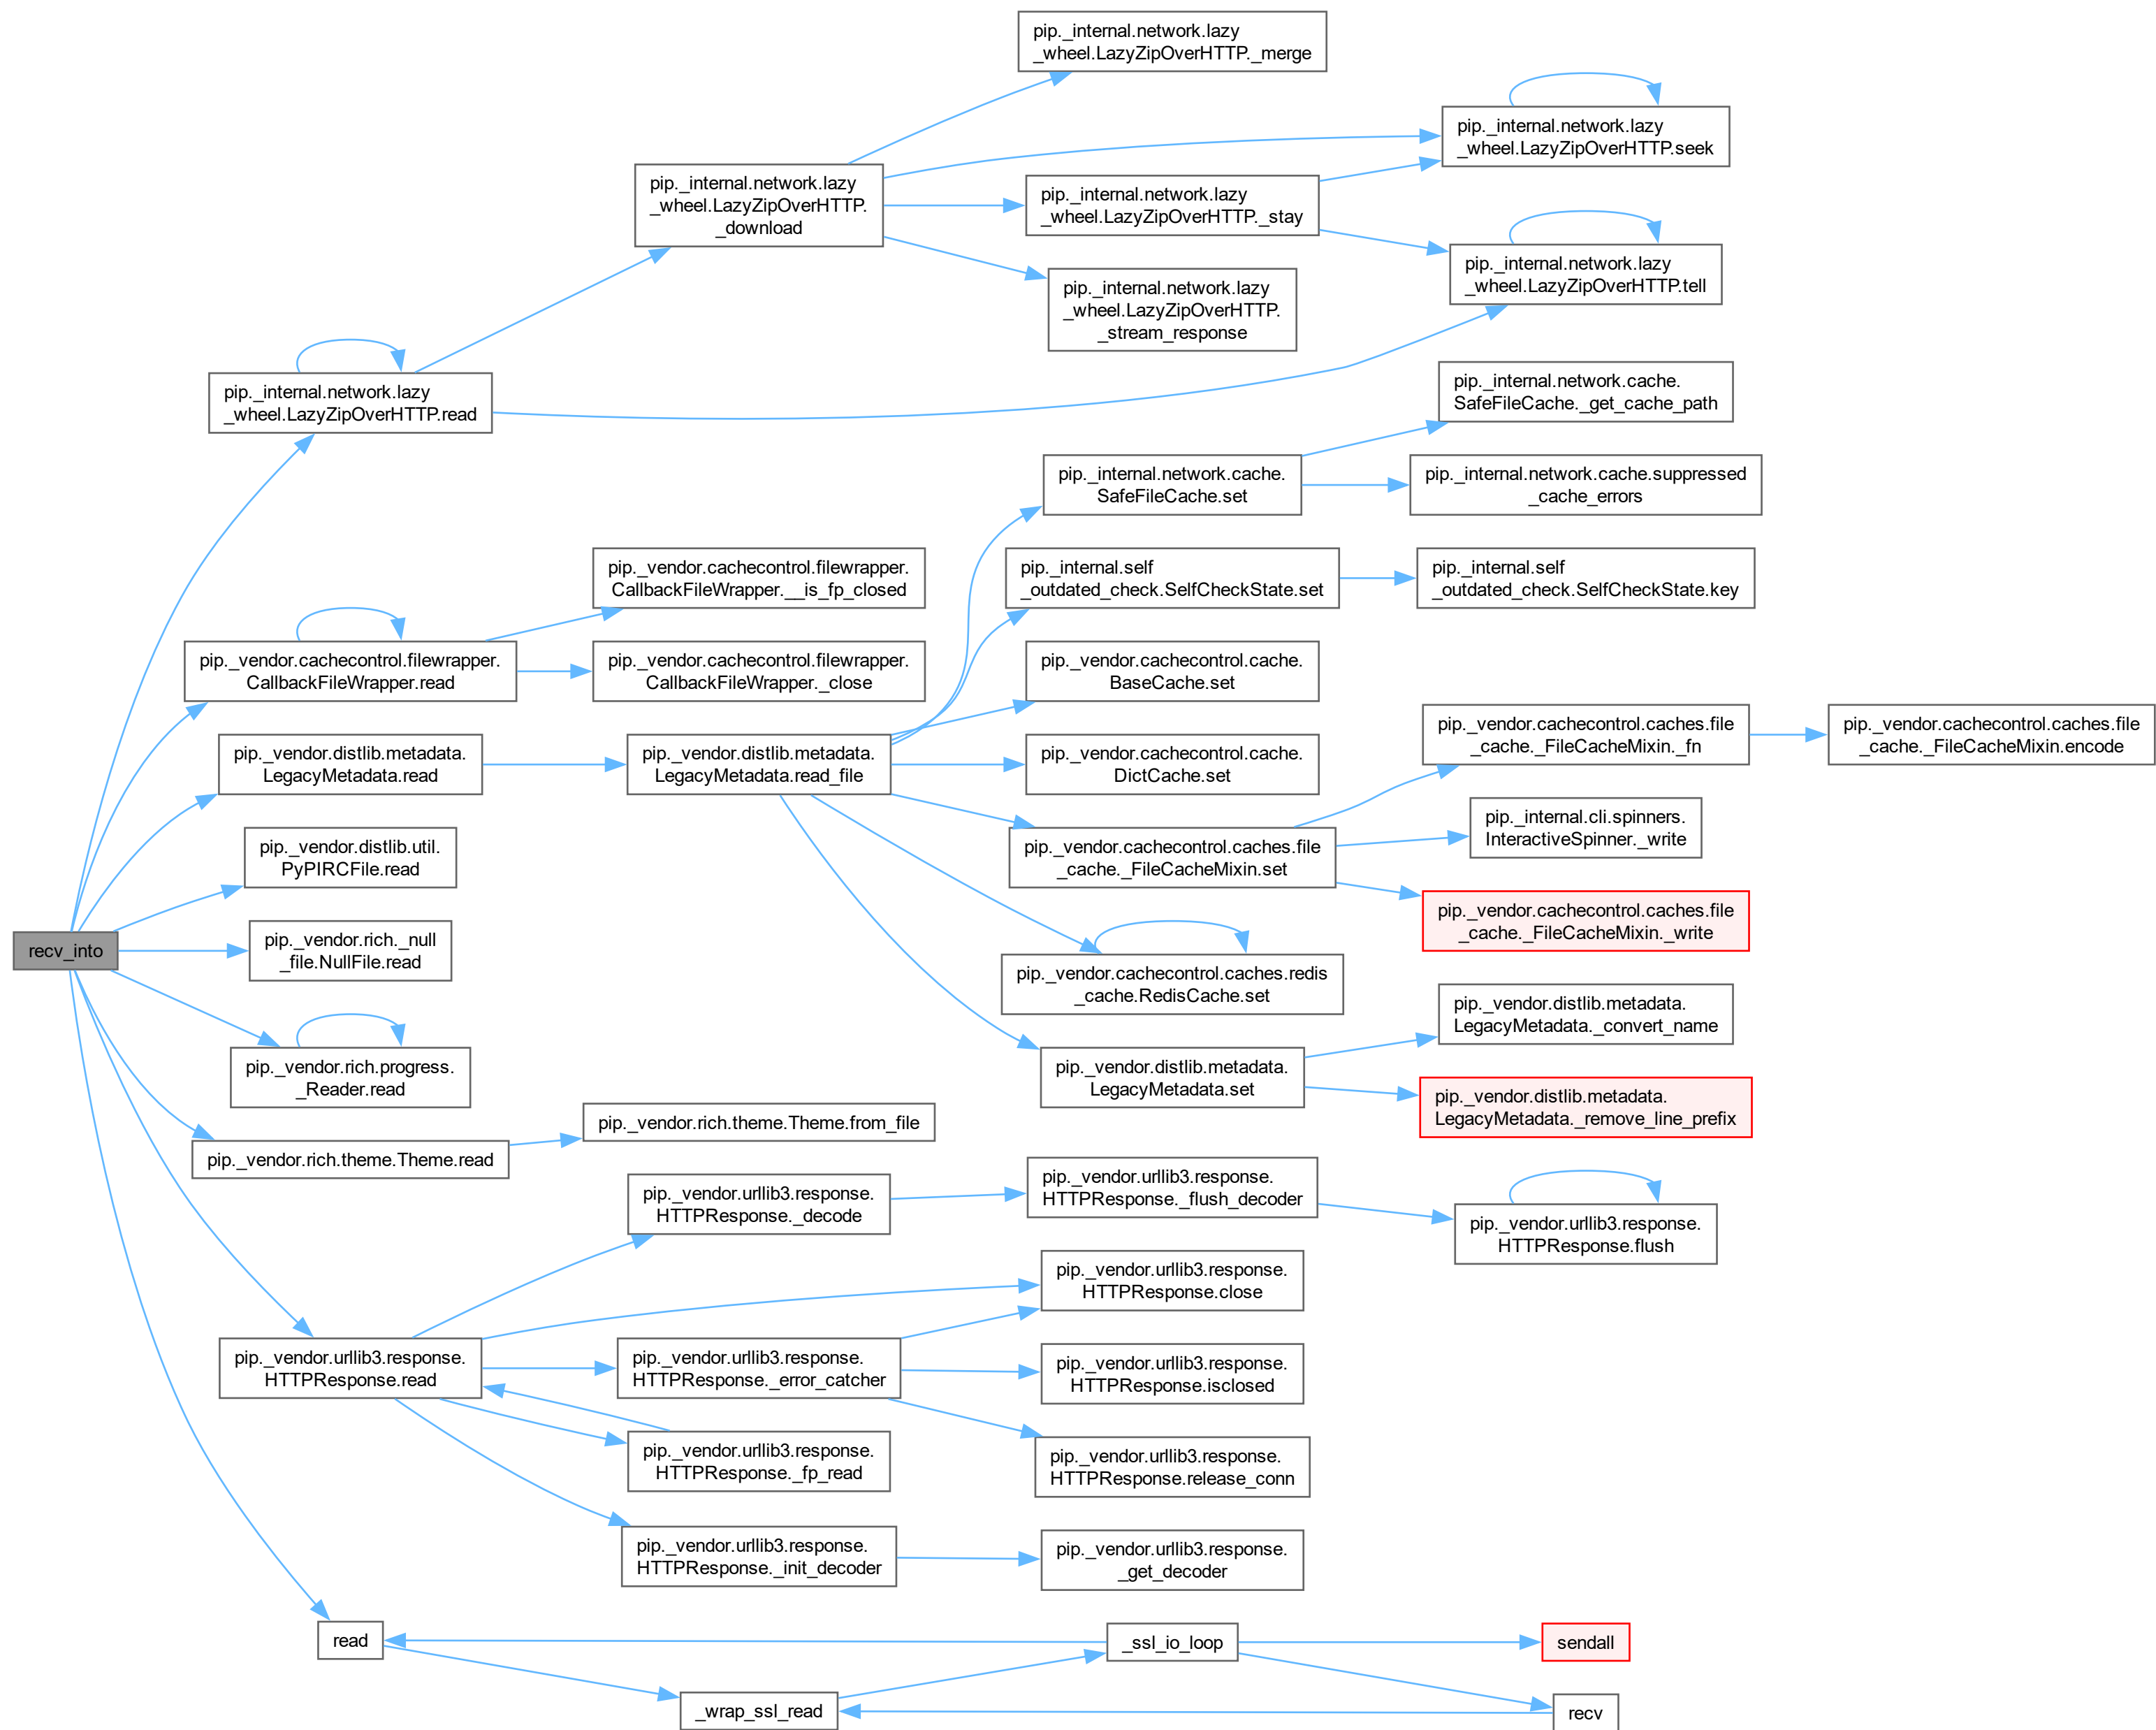 pip._internal.network.lazy
_wheel.LazyZipOverHTTP._merge
pip._internal.network.lazy
_wheel.LazyZipOverHTTP.seek
pip._internal.network.lazy
_wheel.LazyZipOverHTTP.
_download
pip._internal.network.lazy
_wheel.LazyZipOverHTTP._stay
pip._internal.network.lazy
_wheel.LazyZipOverHTTP.tell
pip._internal.network.lazy
_wheel.LazyZipOverHTTP.
_stream_response
pip._internal.network.lazy
_wheel.LazyZipOverHTTP.read
pip._internal.network.cache.
SafeFileCache._get_cache_path
pip._internal.network.cache.
SafeFileCache.set
pip._internal.network.cache.suppressed
_cache_errors
pip._vendor.cachecontrol.filewrapper.
CallbackFileWrapper.__is_fp_closed
pip._internal.self
_outdated_check.SelfCheckState.set
pip._internal.self
_outdated_check.SelfCheckState.key
pip._vendor.cachecontrol.filewrapper.
CallbackFileWrapper.read
pip._vendor.cachecontrol.filewrapper.
CallbackFileWrapper._close
pip._vendor.cachecontrol.cache.
BaseCache.set
pip._vendor.distlib.metadata.
LegacyMetadata.read
pip._vendor.distlib.metadata.
LegacyMetadata.read_file
pip._vendor.cachecontrol.cache.
DictCache.set
pip._vendor.cachecontrol.caches.file
_cache._FileCacheMixin._fn
pip._vendor.cachecontrol.caches.file
_cache._FileCacheMixin.encode
pip._vendor.distlib.util.
PyPIRCFile.read
pip._vendor.cachecontrol.caches.file
_cache._FileCacheMixin.set
pip._internal.cli.spinners.
InteractiveSpinner._write
recv_into
pip._vendor.rich._null
_file.NullFile.read
pip._vendor.cachecontrol.caches.file
_cache._FileCacheMixin._write
pip._vendor.cachecontrol.caches.redis
_cache.RedisCache.set
pip._vendor.distlib.metadata.
LegacyMetadata._convert_name
pip._vendor.rich.progress.
_Reader.read
pip._vendor.distlib.metadata.
LegacyMetadata.set
pip._vendor.distlib.metadata.
LegacyMetadata._remove_line_prefix
pip._vendor.rich.theme.Theme.read
pip._vendor.rich.theme.Theme.from_file
pip._vendor.urllib3.response.
HTTPResponse._decode
pip._vendor.urllib3.response.
HTTPResponse._flush_decoder
pip._vendor.urllib3.response.
HTTPResponse.flush
pip._vendor.urllib3.response.
HTTPResponse.close
pip._vendor.urllib3.response.
HTTPResponse.read
pip._vendor.urllib3.response.
HTTPResponse._error_catcher
pip._vendor.urllib3.response.
HTTPResponse.isclosed
pip._vendor.urllib3.response.
HTTPResponse._fp_read
pip._vendor.urllib3.response.
HTTPResponse.release_conn
pip._vendor.urllib3.response.
HTTPResponse._init_decoder
pip._vendor.urllib3.response.
_get_decoder
read
_ssl_io_loop
sendall
_wrap_ssl_read
recv